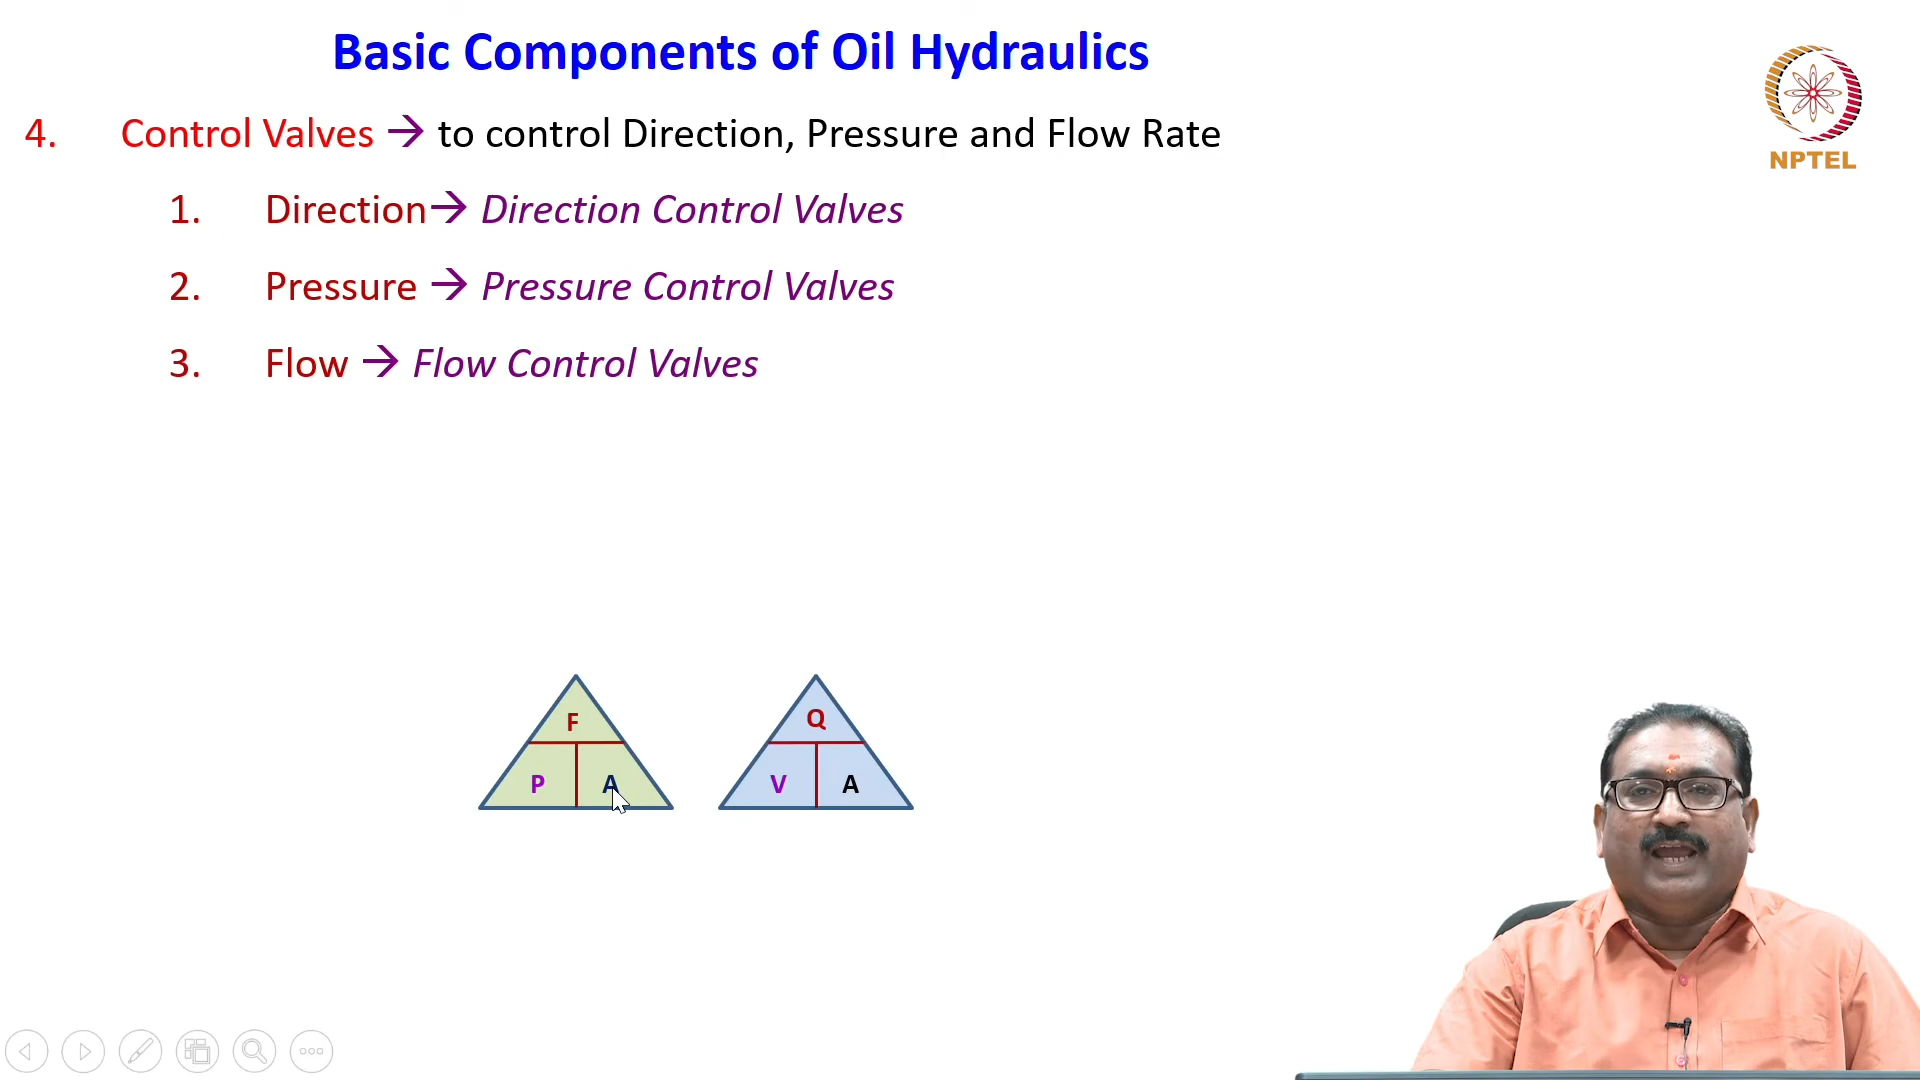 Basic Components of Oil Hydraulics
NPTEL
4. Control Valves → to control Direction, Pressure and Flow Rate
1. Direction→ Direction Control Valves
2. Pressure → Pressure Control Valves
3. Flow → Flow Control Valves
F
P A
Q
V A